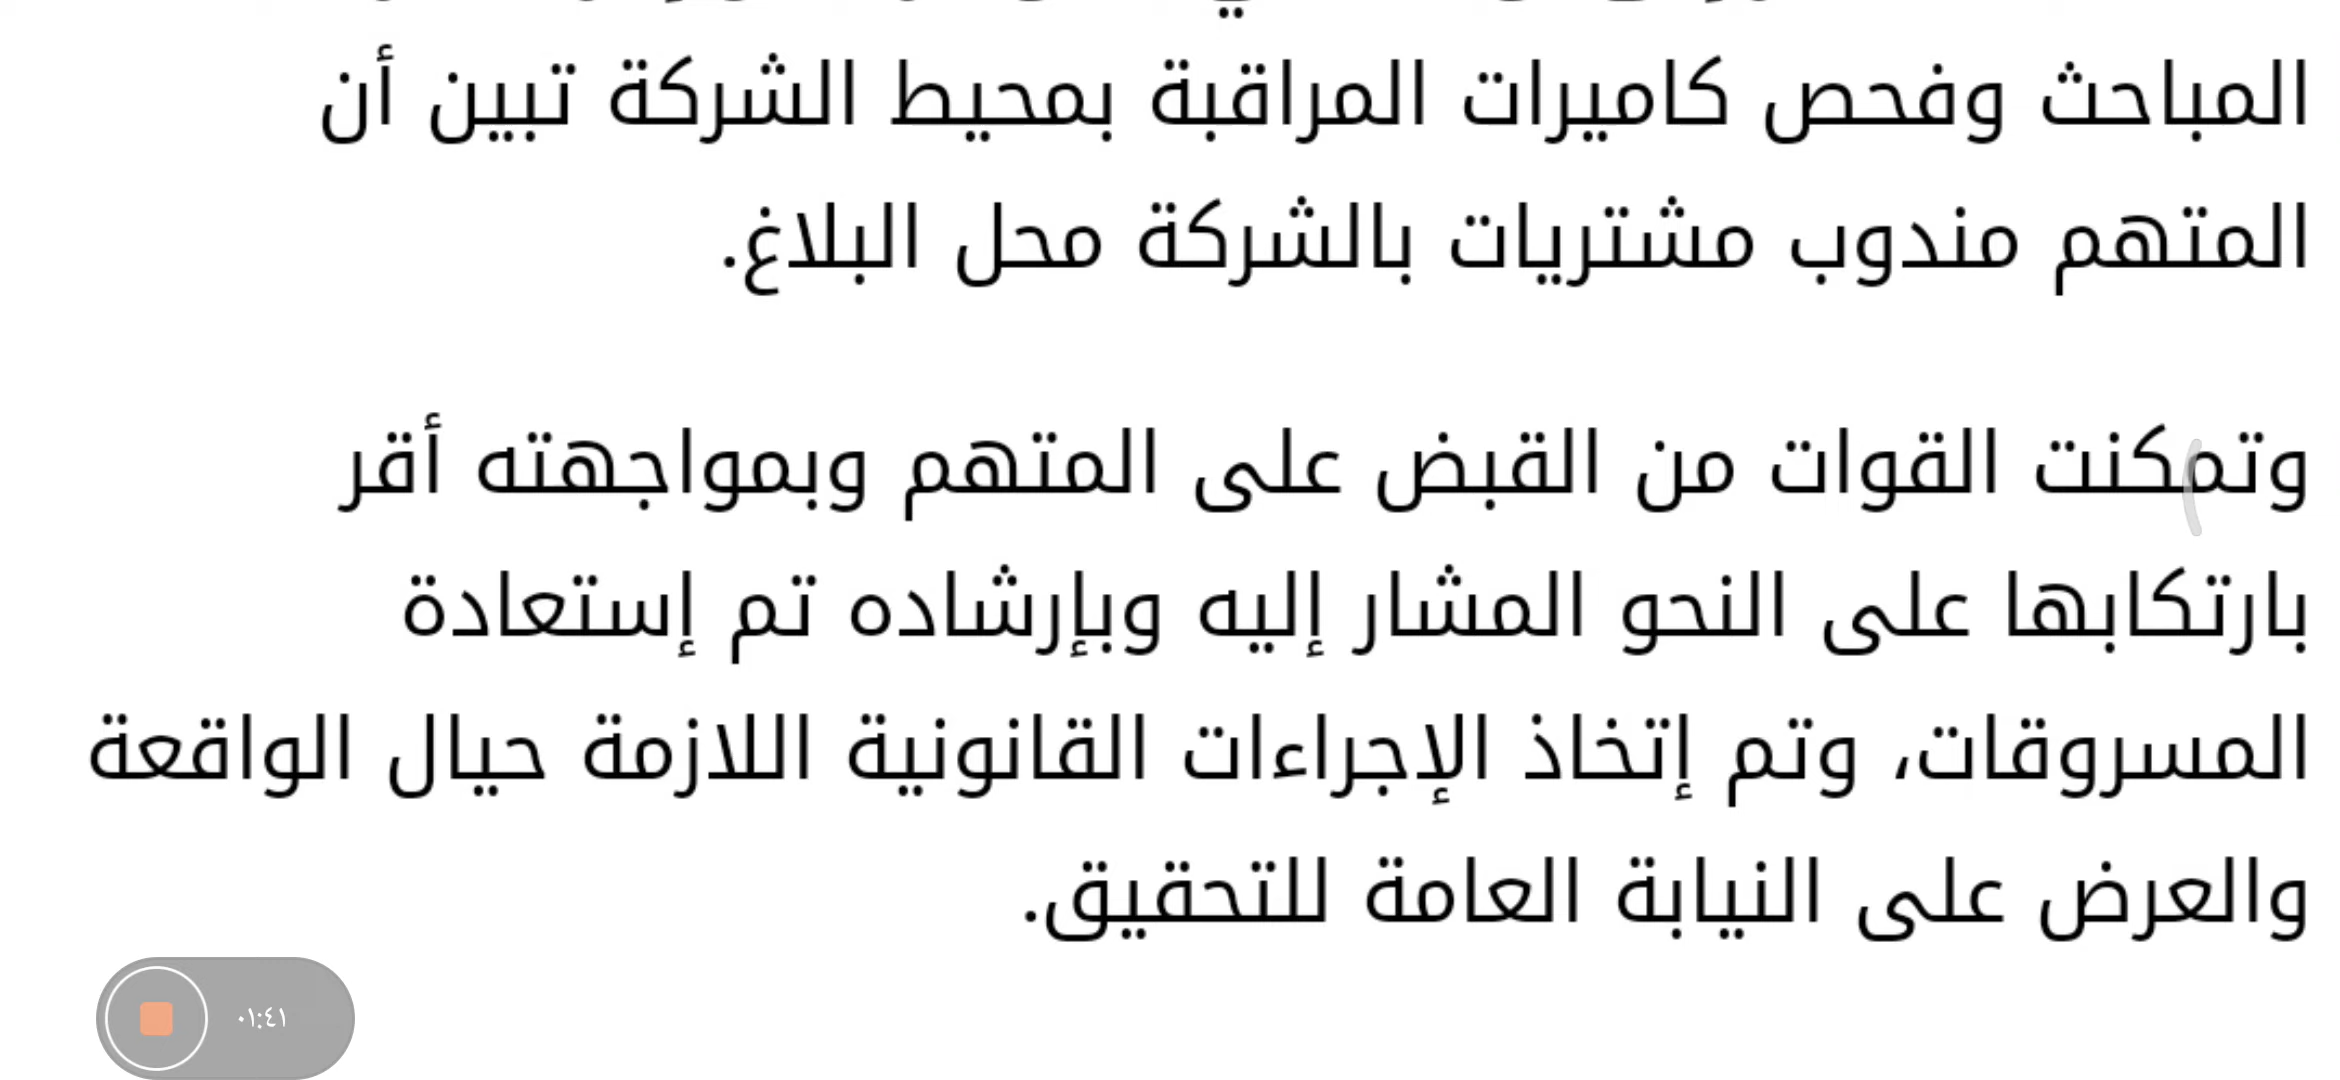 المباحث وفحص كاميرات المراقبة بمحيط الشركة تبين أن
المتهم مندوب مشتريات بالشركة محل البلاغ.
وتمكنت القوات من القبض على المتهم وبمواجهته أقر
بارتكابها على النحو المشار إليه وبإرشاده تم إستعادة
المسروقات، وتم إتخاذ الإجراءات القانونية اللازمة حيال الواقعة
والعرض على النيابة العامة للتحقيق.
٠١:٤١